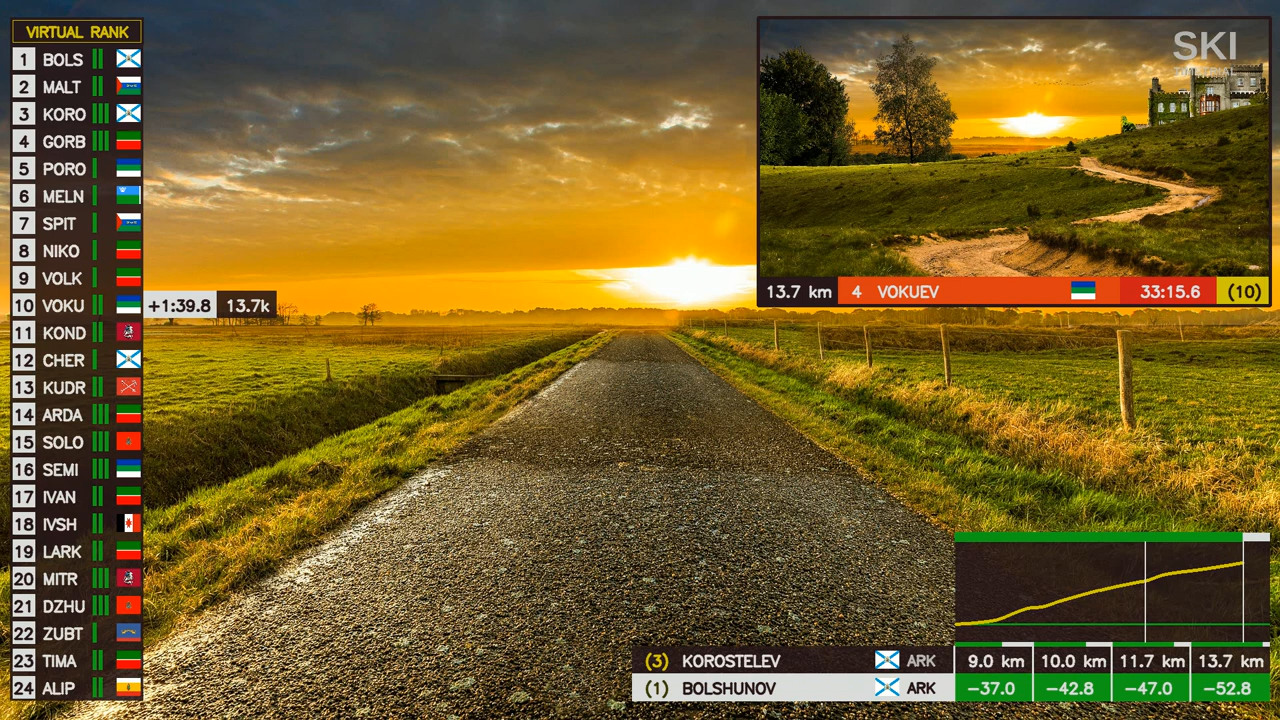 VIRTUAL RANK
1 BOLS
2 MALT
3 KORO
4 GORB
5 PORO
6 MELN
7 SPIT
8 NIKO
9 VOLK
10 VOKU +1:39.8 13.7k
11 KOND
12 CHER
13 KUDR
14 ARDA
15 SOLO
16 SEMI
17 IVAN
18 IVSH
19 LARK
20 MITR
21 DZHU
22 ZUBT
23 TIMA
24 ALIP
SKI
13.7 km 4 VOKUEV 33:15.6 (10)
(3) KOROSTELEV ARK 9.0 km 10.0 km 11.7 km 13.7 km
(1) BOLSHUNOV ARK −37.0 −42.8 −47.0 −52.8